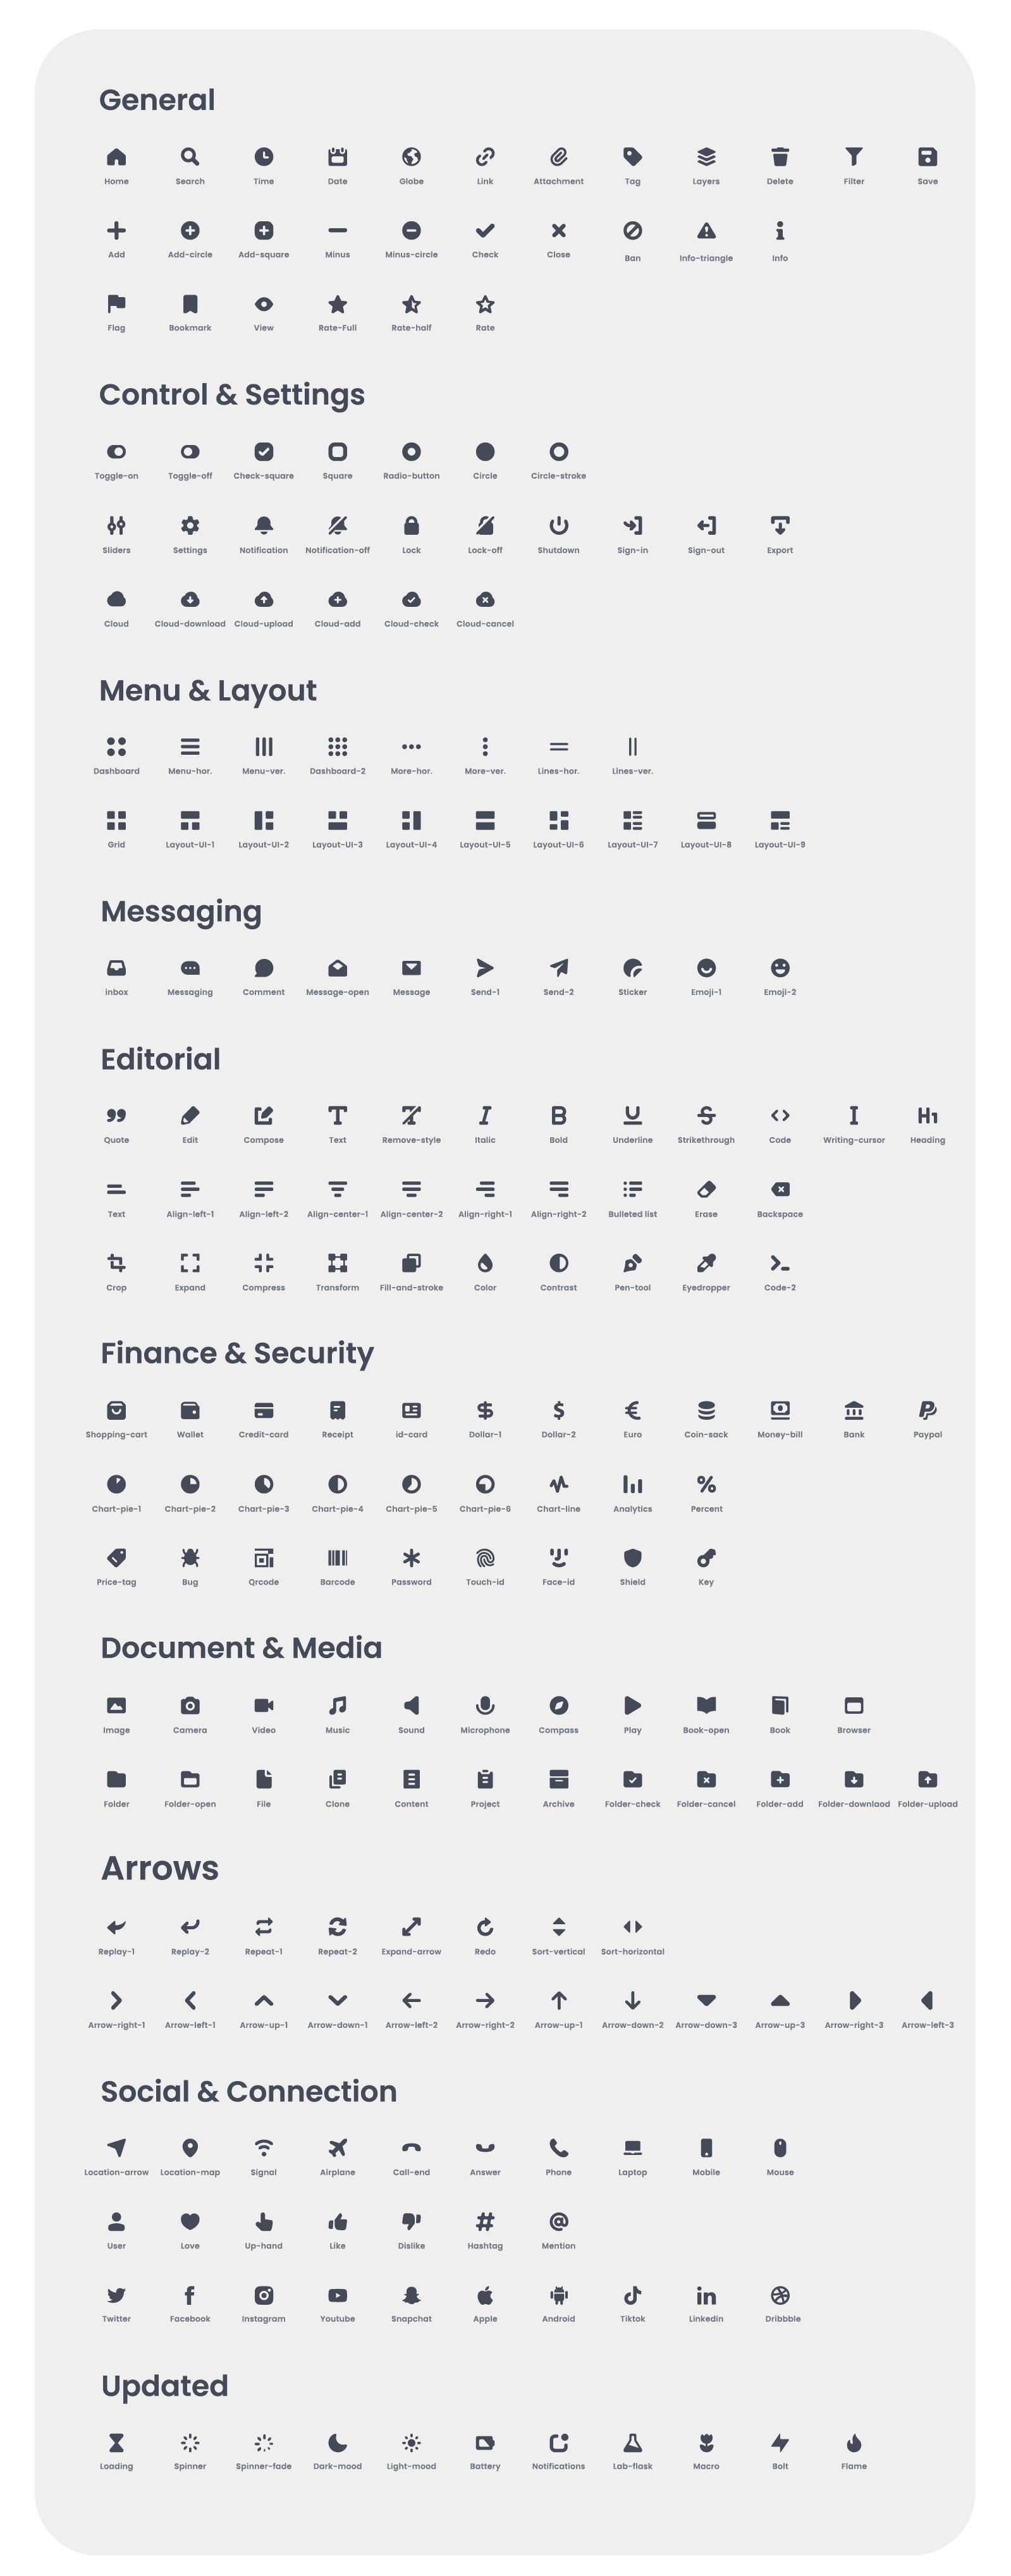 General
Home Search Time Date Globe Link Attachment Tag Layers Delete Filter Save
Add Add-circle Add-square Minus Minus-circle Check Close Ban Info-triangle Info
Flag Bookmark View Rate-Full Rate-half Rate
Control & Settings
Toggle-on Toggle-off Check-square Square Radio-button Circle Circle-stroke
Sliders Settings Notification Notification-off Lock Lock-off Shutdown Sign-in Sign-out Export
Cloud Cloud-download Cloud-upload Cloud-add Cloud-check Cloud-cancel
Menu & Layout
Dashboard Menu-hor. Menu-ver. Dashboard-2 More-hor. More-ver. Lines-hor. Lines-ver.
Grid Layout-UI-1 Layout-UI-2 Layout-UI-3 Layout-UI-4 Layout-UI-5 Layout-UI-6 Layout-UI-7 Layout-UI-8 Layout-UI-9
Messaging
inbox Messaging Comment Message-open Message Send-1 Send-2 Sticker Emoji-1 Emoji-2
Editorial
Quote Edit Compose Text Remove-style Italic Bold Underline Strikethrough Code Writing-cursor Heading
Text Align-left-1 Align-left-2 Align-center-1 Align-center-2 Align-right-1 Align-right-2 Bulleted list Erase Backspace
Crop Expand Compress Transform Fill-and-stroke Color Contrast Pen-tool Eyedropper Code-2
Finance & Security
Shopping-cart Wallet Credit-card Receipt id-card Dollar-1 Dollar-2 Euro Coin-sack Money-bill Bank Paypal
Chart-pie-1 Chart-pie-2 Chart-pie-3 Chart-pie-4 Chart-pie-5 Chart-pie-6 Chart-line Analytics Percent
Price-tag Bug Qrcode Barcode Password Touch-id Face-id Shield Key
Document & Media
Image Camera Video Music Sound Microphone Compass Play Book-open Book Browser
Folder Folder-open File Clone Content Project Archive Folder-check Folder-cancel Folder-add Folder-downlaod Folder-upload
Arrows
Replay-1 Replay-2 Repeat-1 Repeat-2 Expand-arrow Redo Sort-vertical Sort-horizontal
Arrow-right-1 Arrow-left-1 Arrow-up-1 Arrow-down-1 Arrow-left-2 Arrow-right-2 Arrow-up-1 Arrow-down-2 Arrow-down-3 Arrow-up-3 Arrow-right-3 Arrow-left-3
Social & Connection
Location-arrow Location-map Signal Airplane Call-end Answer Phone Laptop Mobile Mouse
User Love Up-hand Like Dislike Hashtag Mention
Twitter Facebook Instagram Youtube Snapchat Apple Android Tiktok Linkedin Dribbble
Updated
Loading Spinner Spinner-fade Dark-mood Light-mood Battery Notifications Lab-flask Macro Bolt Flame